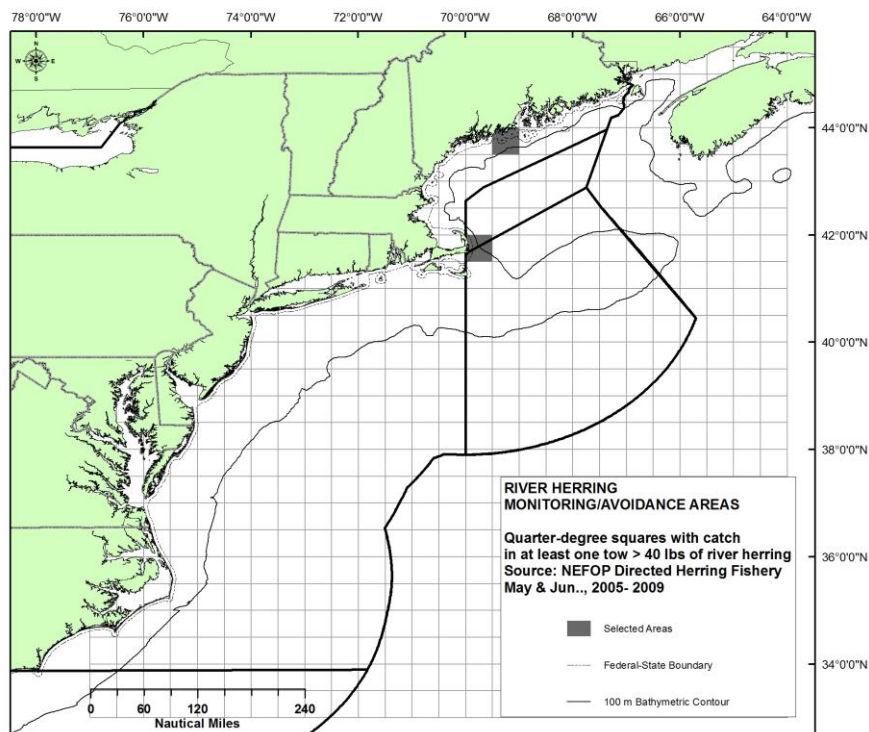 78°0'0"W 76°0'0"W 74°0'0"W 72°0'0"W 70°0'0"W 68°0'0"W 66°0'0"W 64°0'0"W
N
W E
S
44°0'0"N
42°0'0"N
40°0'0"N
38°0'0"N
36°0'0"N
34°0'0"N
RIVER HERRING
MONITORING/AVOIDANCE AREAS
Quarter-degree squares with catch
in at least one tow > 40 lbs of river herring
Source: NEFOP Directed Herring Fishery
May & Jun.., 2005- 2009
Selected Areas
Federal-State Boundary
100 m Bathymetric Contour
0 60 120 240
Nautical Miles